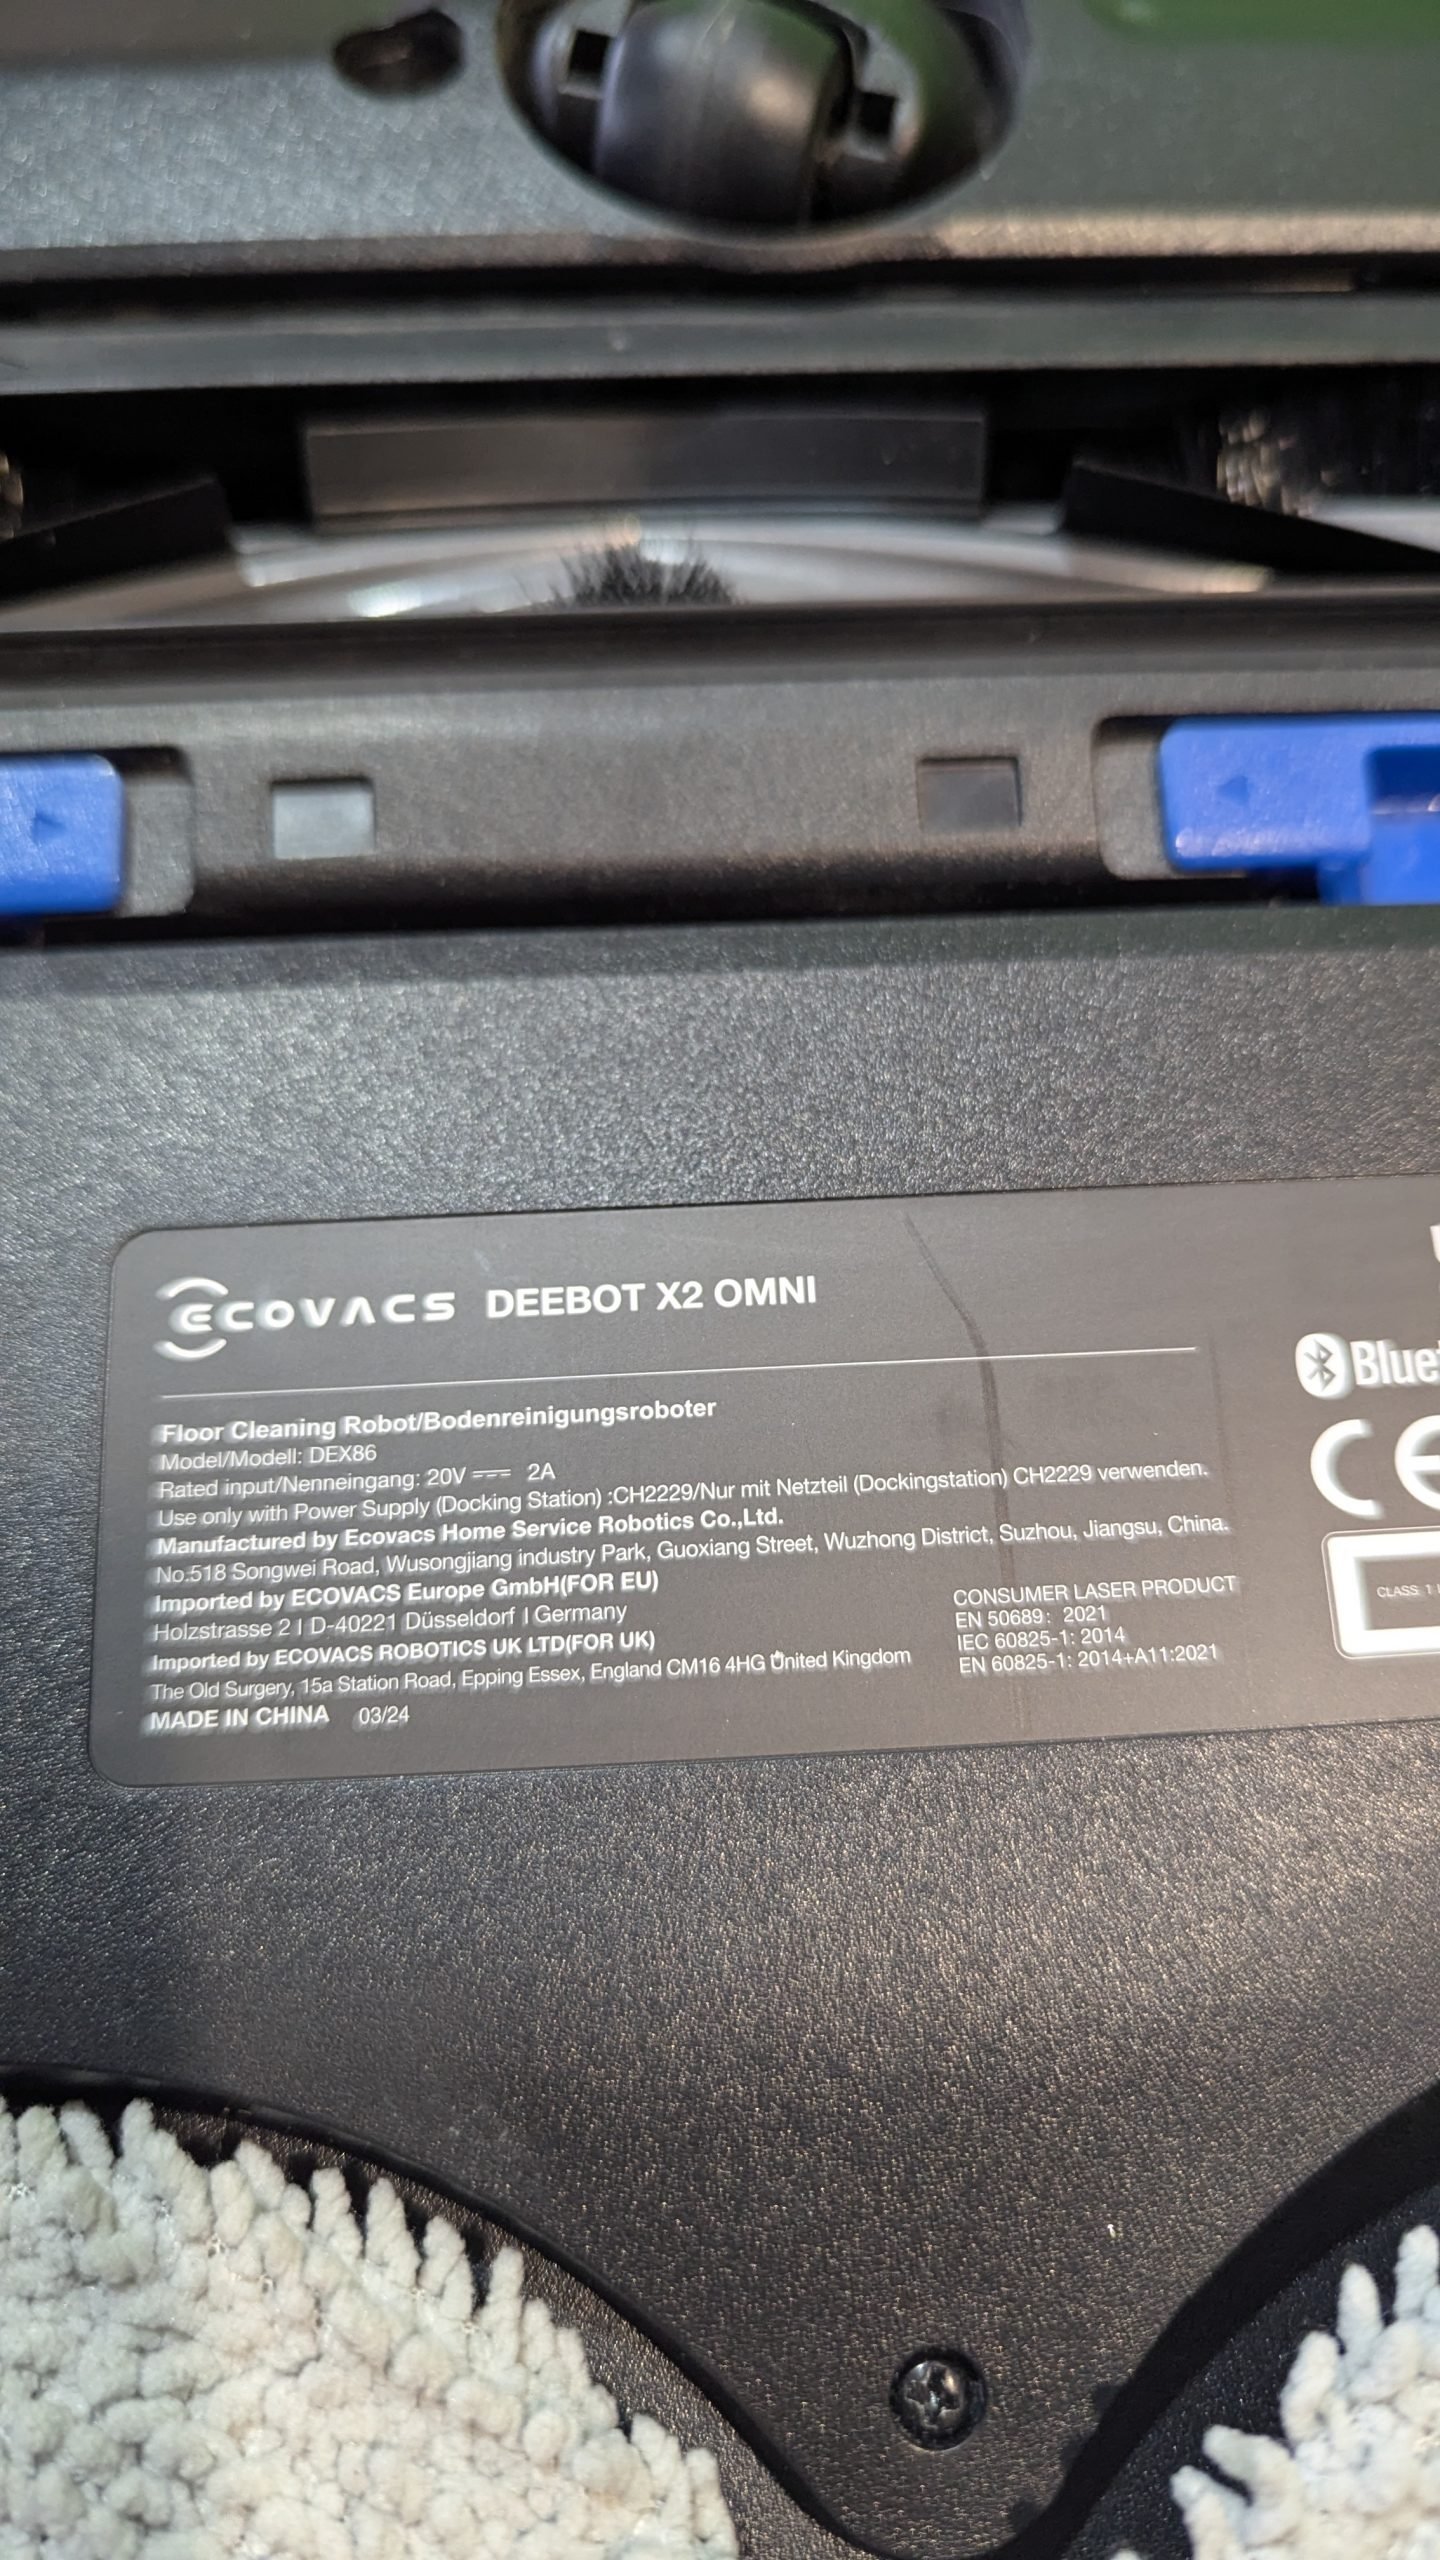 ECOVACS DEEBOT X2 OMNI
Floor Cleaning Robot/Bodenreinigungsroboter
Model/Modell: DEX86
Rated input/Nenneingang: 20V ⎓ 2A
Use only with Power Supply (Docking Station) :CH2229/Nur mit Netzteil (Dockingstation) CH2229 verwenden.
Manufactured by Ecovacs Home Service Robotics Co.,Ltd.
No.518 Songwei Road, Wusongjiang industry Park, Guoxiang Street, Wuzhong District, Suzhou, Jiangsu, China.
Imported by ECOVACS Europe GmbH(FOR EU)
Holzstrasse 2 I D-40221 Düsseldorf I Germany
Imported by ECOVACS ROBOTICS UK LTD(FOR UK)
The Old Surgery, 15a Station Road, Epping Essex, England CM16 4HG United Kingdom
MADE IN CHINA 03/24
CONSUMER LASER PRODUCT
EN 50689: 2021
IEC 60825-1: 2014
EN 60825-1: 2014+A11:2021
Bluet
CE
CLASS 1